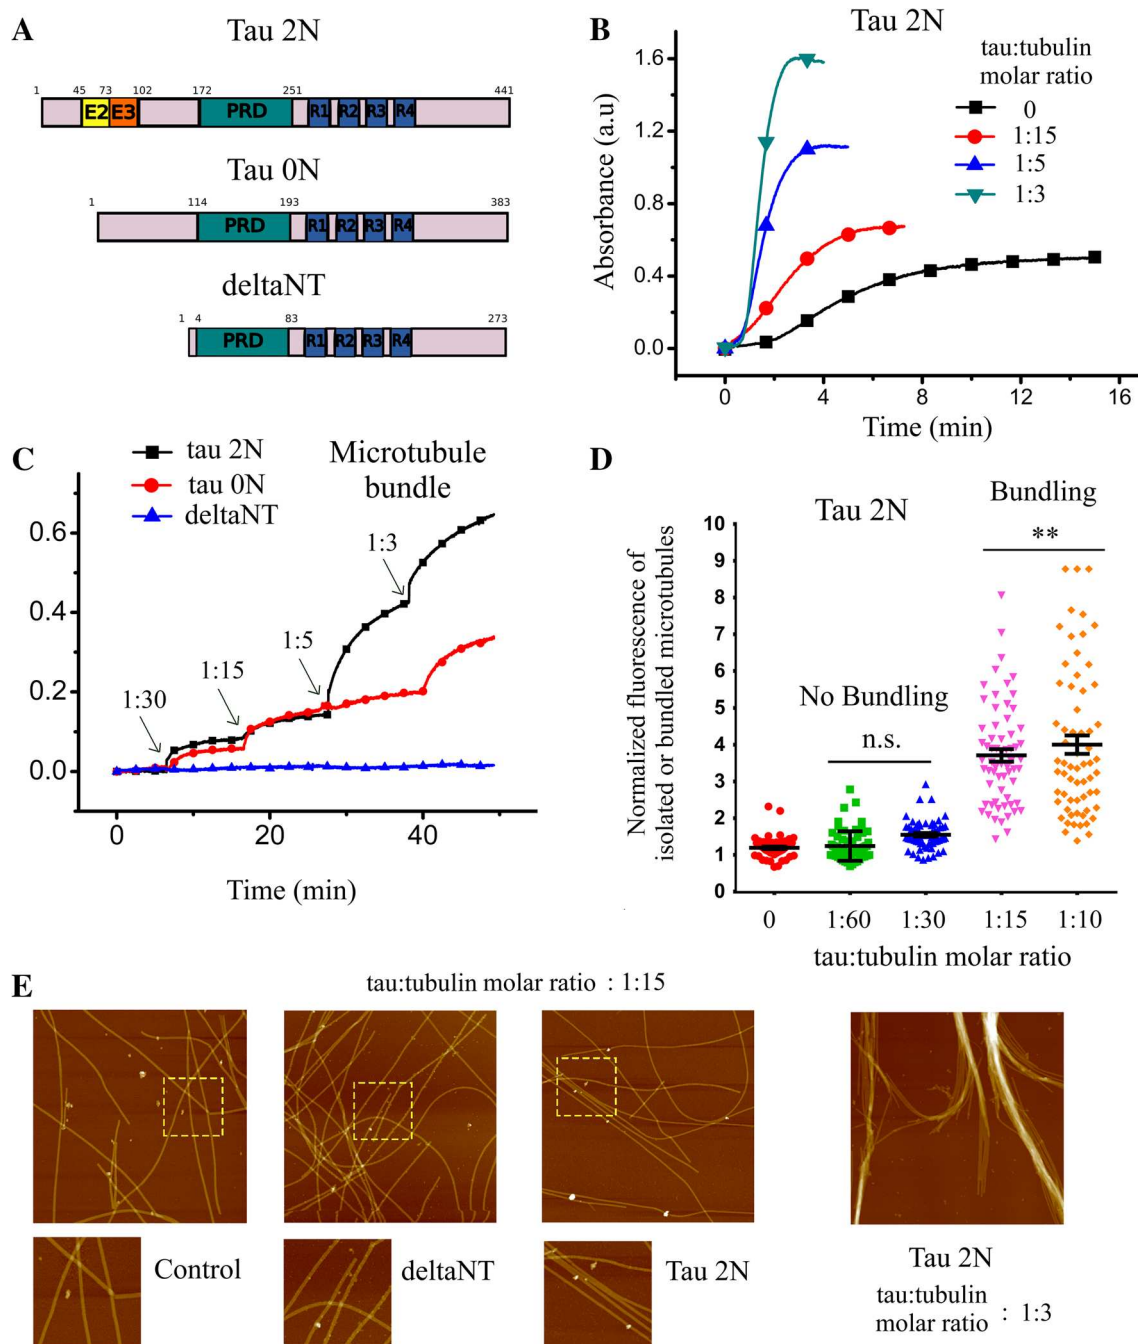 A
Tau 2N
1 45 73 102 172 251 441
E2 E3 PRD R1 R2 R3 R4
Tau 0N
1 114 193 383
PRD R1 R2 R3 R4
deltaNT
1 4 83 273
PRD R1 R2 R3 R4
B
Tau 2N
tau:tubulin
molar ratio
0
1:15
1:5
1:3
Absorbance (a.u)
1.6
1.2
0.8
0.4
0.0
0 4 8 12 16
Time (min)
C
tau 2N
tau 0N
deltaNT
Microtubule
bundle
0.6
0.4
0.2
0.0
1:30
1:15
1:5
1:3
0 20 40
Time (min)
D
Tau 2N
Bundling
**
No Bundling
n.s.
Normalized fluorescence of
isolated or bundled microtubules
10
9
8
7
6
5
4
3
2
1
0
0 1:60 1:30 1:15 1:10
tau:tubulin molar ratio
E
tau:tubulin molar ratio : 1:15
Control
deltaNT
Tau 2N
Tau 2N
tau:tubulin
molar ratio : 1:3